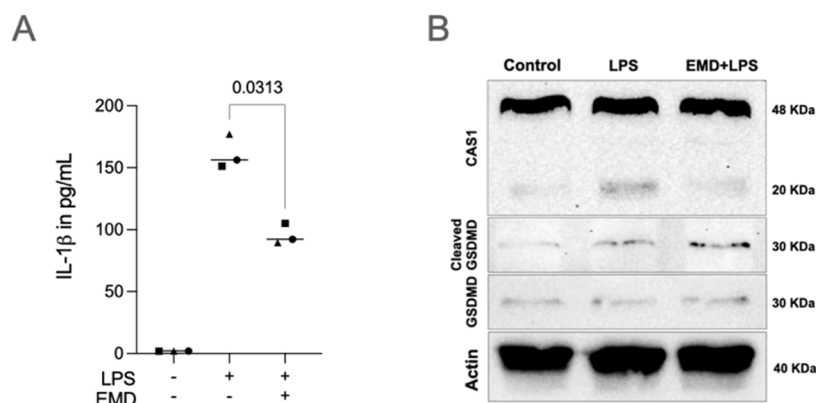 A
0.0313
IL-1β in pg/mL
200
150
100
50
0
LPS - + +
EMD - - +
B
Control LPS EMD+LPS
CAS1
48 KDa
20 KDa
Cleaved
GSDMD
30 KDa
GSDMD
30 KDa
Actin
40 KDa